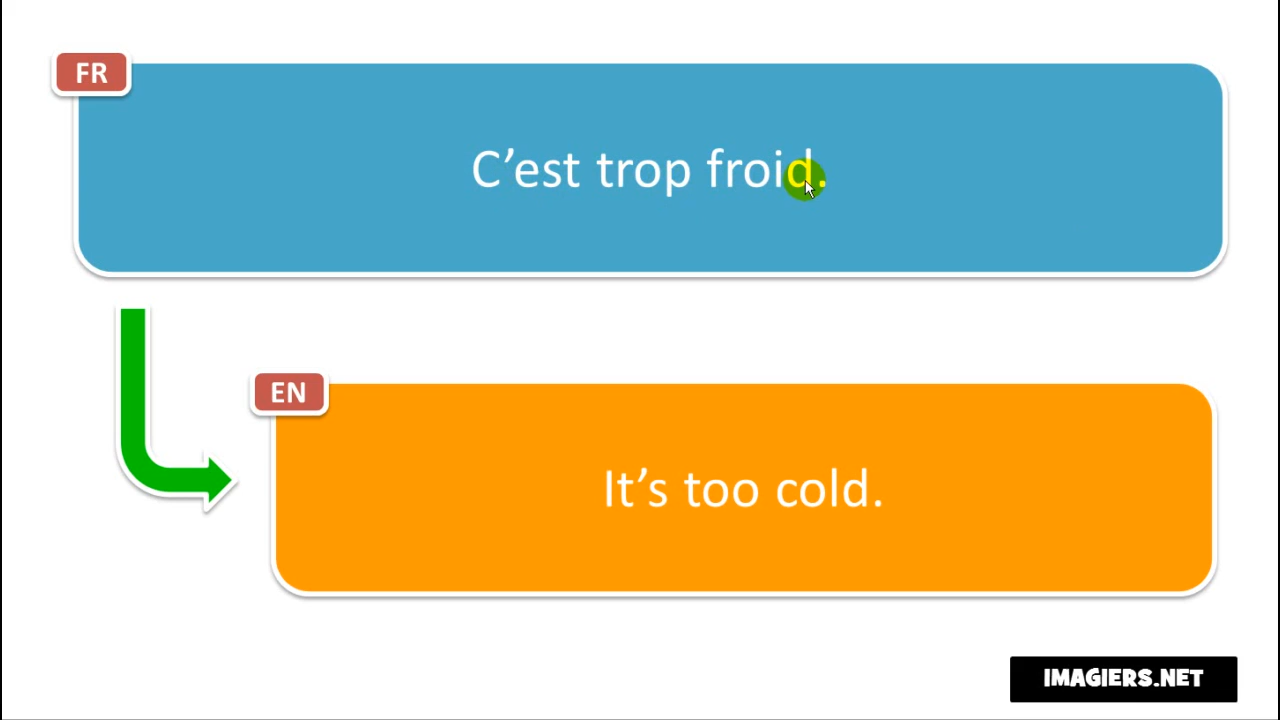 FR
C’est trop froid.
EN
It’s too cold.
IMAGIERS.NET